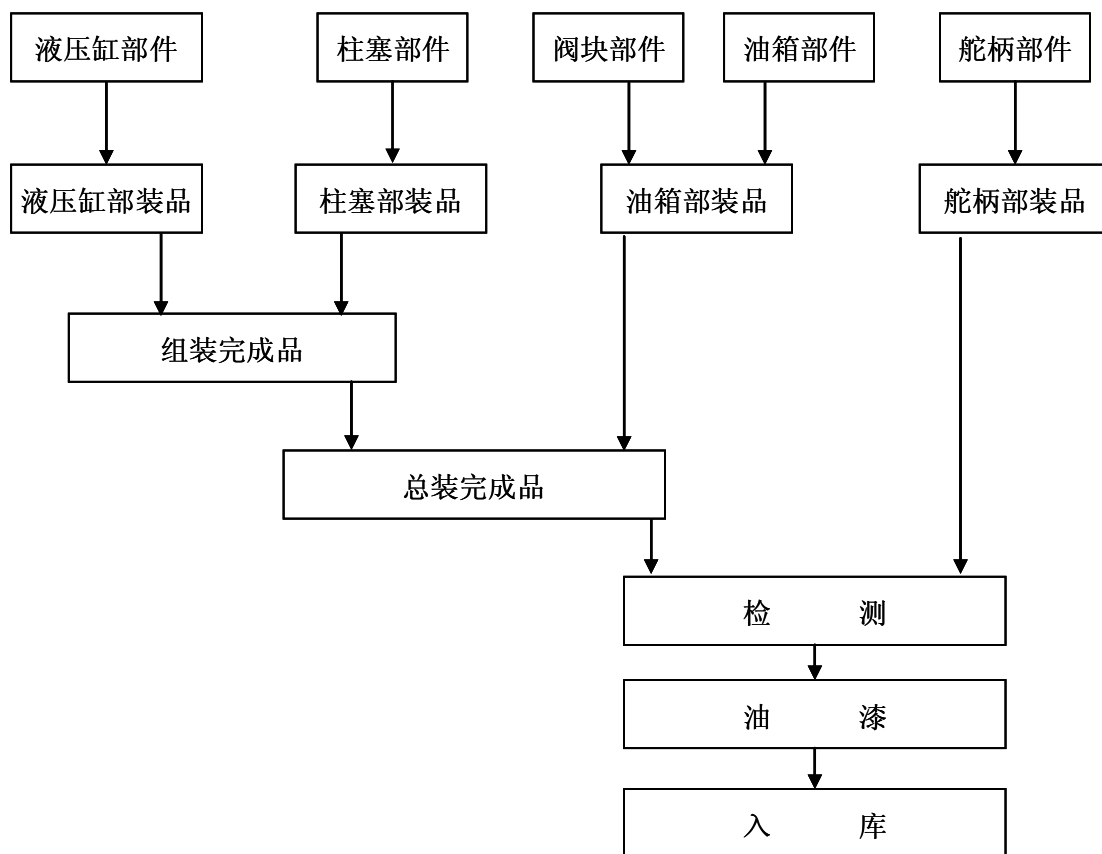 液压缸部件
柱塞部件
阀块部件
油箱部件
舵柄部件
液压缸部装品
柱塞部装品
油箱部装品
舵柄部装品
组装完成品
总装完成品
检 测
油 漆
入 库